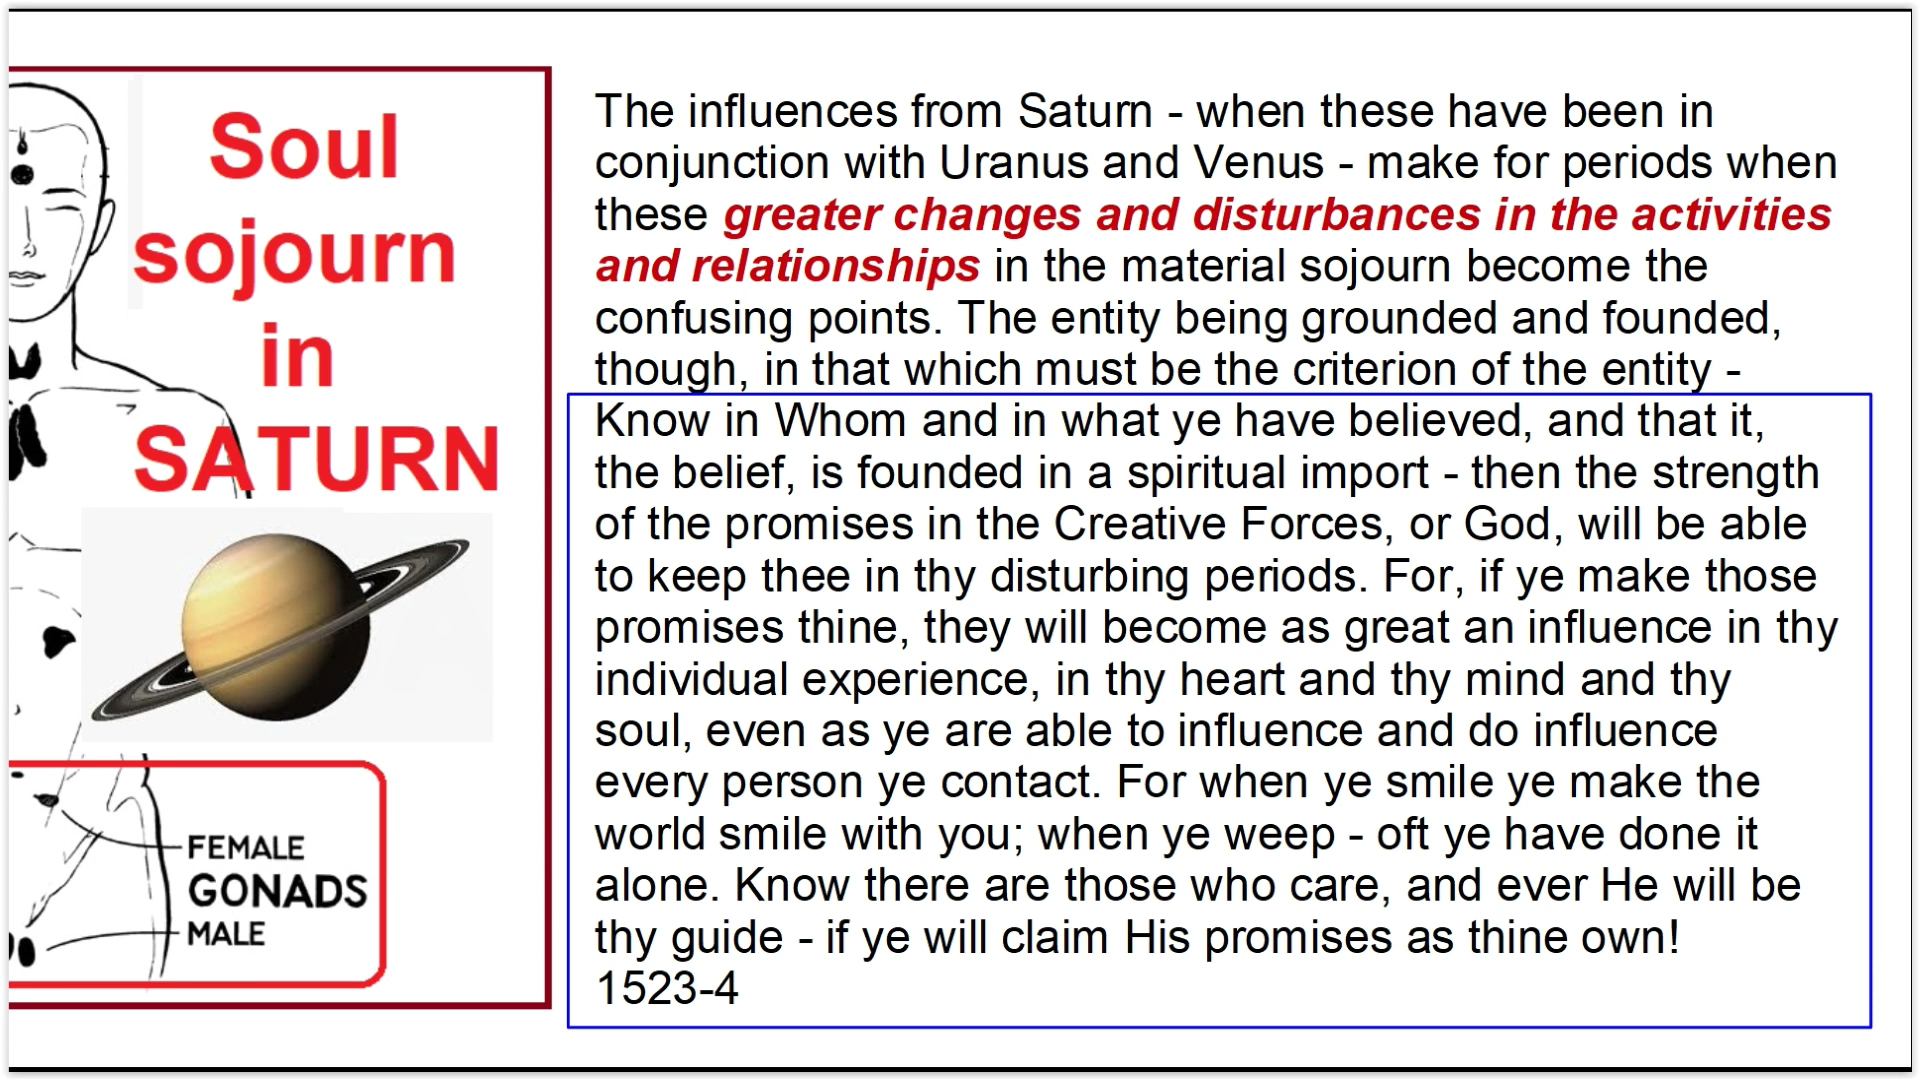 Soul
sojourn
in
SATURN
FEMALE
GONADS
MALE
The influences from Saturn - when these have been in
conjunction with Uranus and Venus - make for periods when
these greater changes and disturbances in the activities
and relationships in the material sojourn become the
confusing points. The entity being grounded and founded,
though, in that which must be the criterion of the entity -
Know in Whom and in what ye have believed, and that it,
the belief, is founded in a spiritual import - then the strength
of the promises in the Creative Forces, or God, will be able
to keep thee in thy disturbing periods. For, if ye make those
promises thine, they will become as great an influence in thy
individual experience, in thy heart and thy mind and thy
soul, even as ye are able to influence and do influence
every person ye contact. For when ye smile ye make the
world smile with you; when ye weep - oft ye have done it
alone. Know there are those who care, and ever He will be
thy guide - if ye will claim His promises as thine own!
1523-4